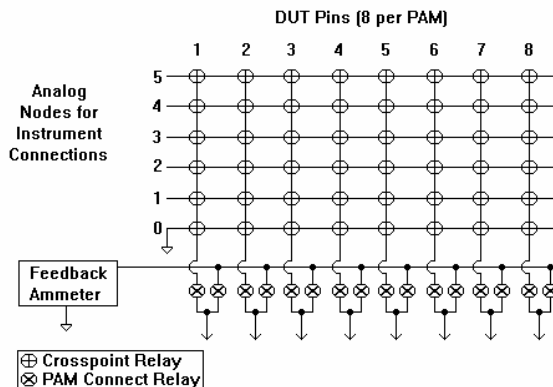 DUT Pins (8 per PAM)
1 2 3 4 5 6 7 8
Analog
Nodes for
Instrument
Connections
5
4
3
2
1
0
Feedback
Ammeter
Crosspoint Relay
PAM Connect Relay